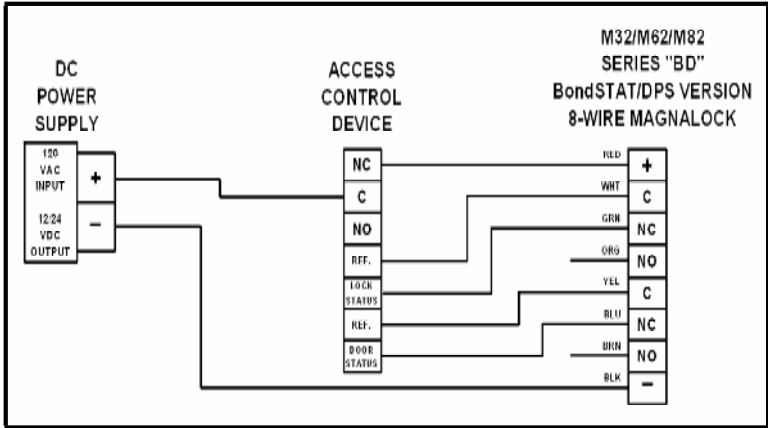 DC
POWER
SUPPLY
120
VAC
INPUT
+
12/24
VDC
OUTPUT
−
ACCESS
CONTROL
DEVICE
NC
C
NO
REF.
LOCK
STATUS
REF.
DOOR
STATUS
M32/M62/M82
SERIES "BD"
BondSTAT/DPS VERSION
8-WIRE MAGNALOCK
RED +
WHT C
GRN NC
ORG NO
YEL C
BLU NC
BRN NO
BLK −